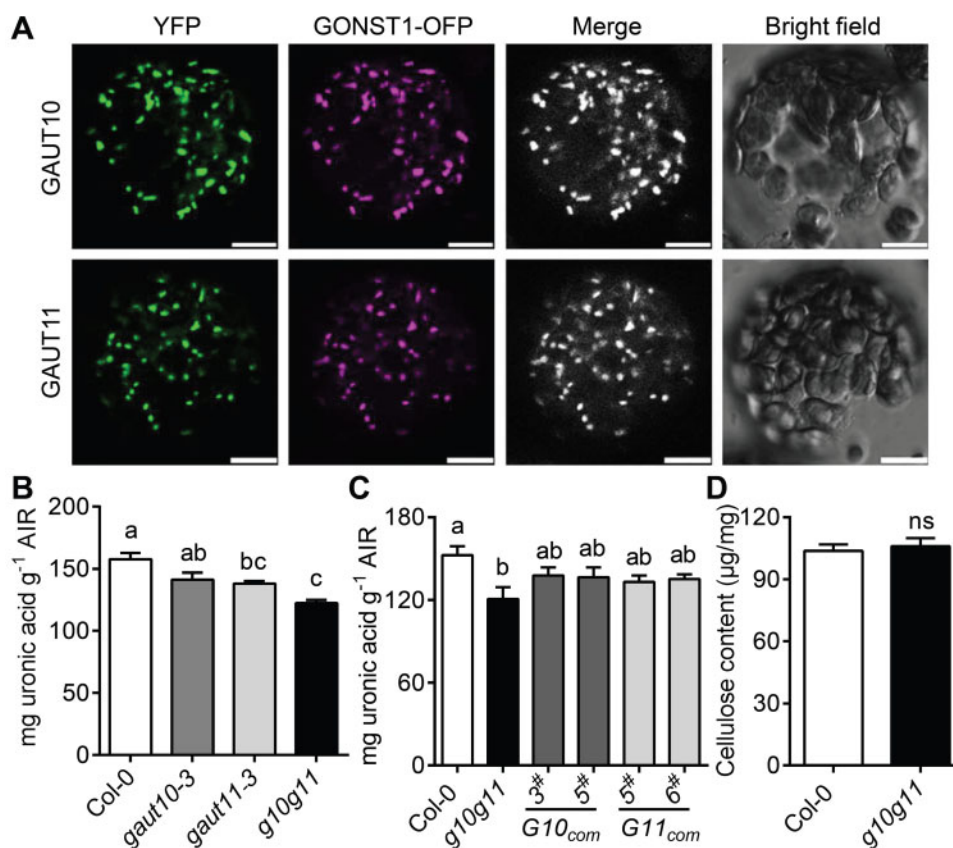 A
YFP GONST1-OFP Merge Bright field
GAUT10
GAUT11
B
mg uronic acid g⁻¹ AIR
200
150
100
50
0
a ab bc c
Col-0 gaut10-3 gaut11-3 g10g11
C
mg uronic acid g⁻¹ AIR
180
120
60
0
a b ab ab ab ab
Col-0 g10g11 3# 5# 5# 6#
G10com G11com
D
Cellulose content (µg/mg)
120
90
60
30
0
ns
Col-0 g10g11